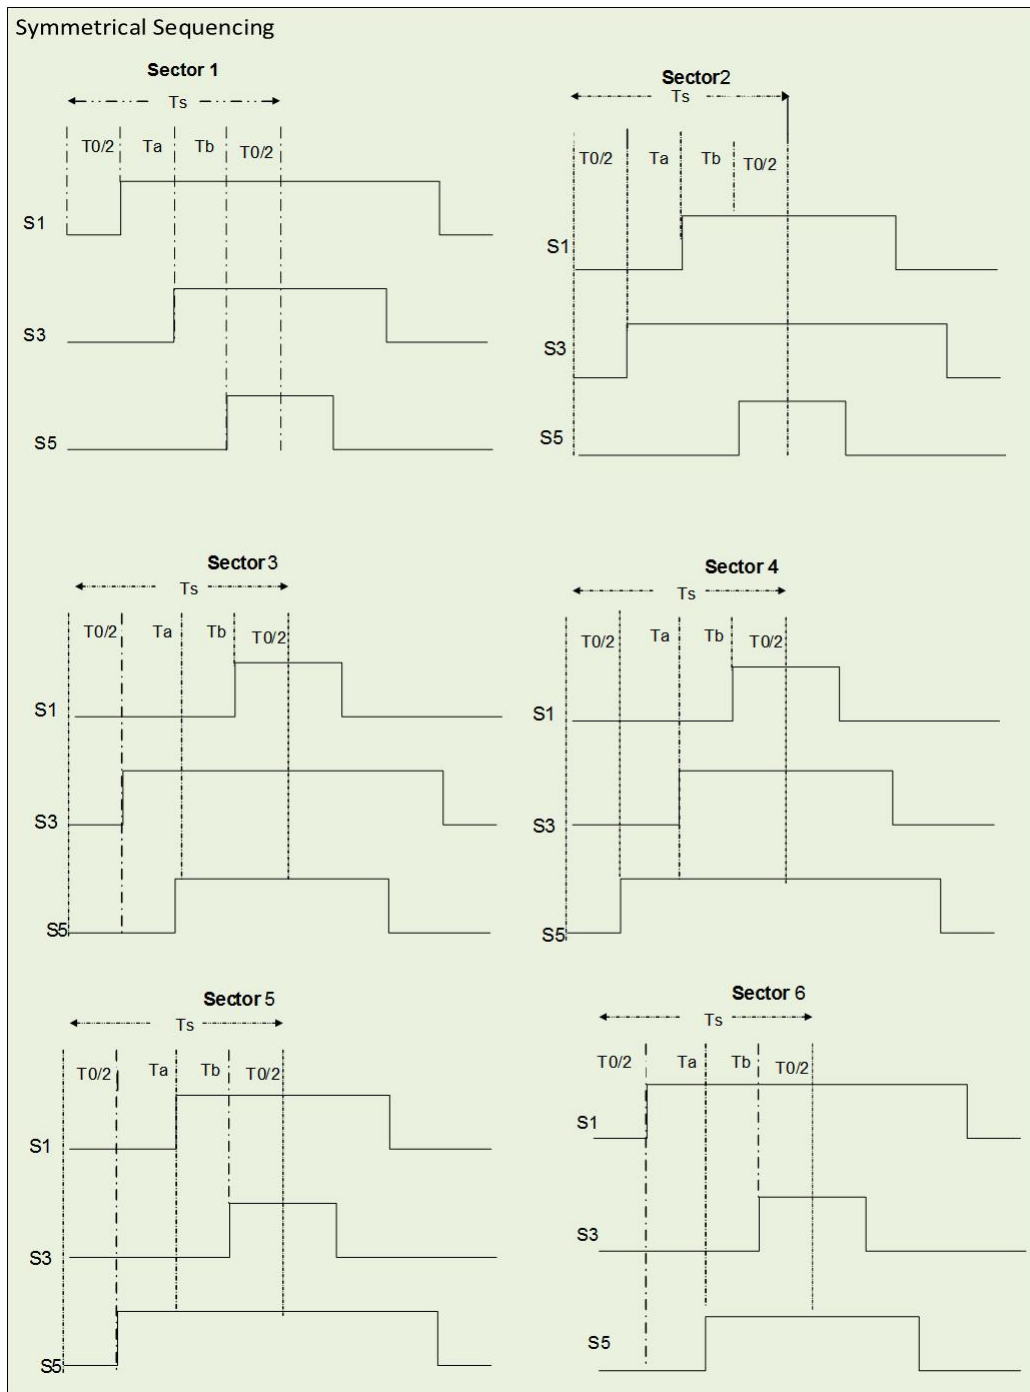 Symmetrical Sequencing
Sector 1
Ts
T0/2 Ta Tb T0/2
S1
S3
S5
Sector2
Ts
T0/2 Ta Tb T0/2
S1
S3
S5
Sector 3
Ts
T0/2 Ta Tb T0/2
S1
S3
S5
Sector 4
Ts
T0/2 Ta Tb T0/2
S1
S3
S5
Sector 5
Ts
T0/2 Ta Tb T0/2
S1
S3
S5
Sector 6
Ts
T0/2 Ta Tb T0/2
S1
S3
S5